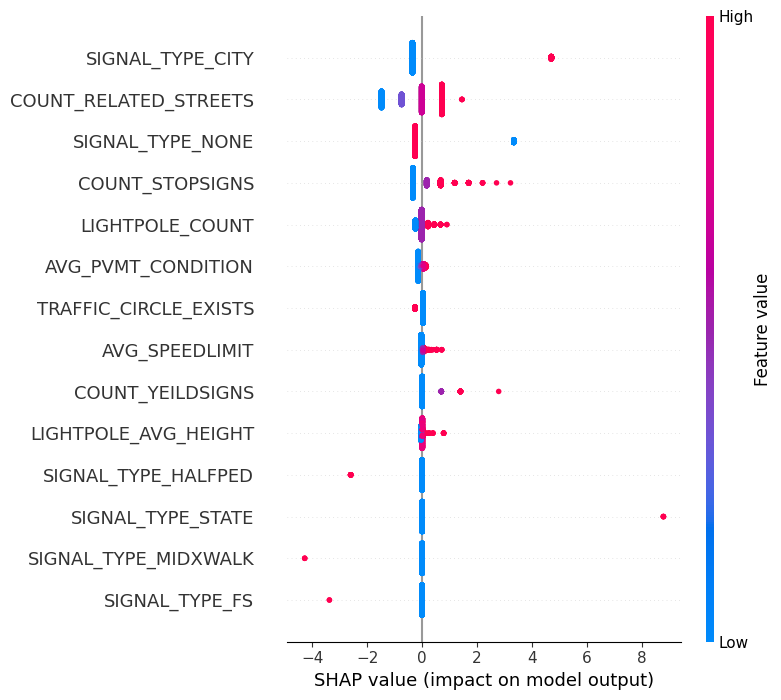 High
SIGNAL_TYPE_CITY
COUNT_RELATED_STREETS
SIGNAL_TYPE_NONE
COUNT_STOPSIGNS
LIGHTPOLE_COUNT
AVG_PVMT_CONDITION
TRAFFIC_CIRCLE_EXISTS
AVG_SPEEDLIMIT
COUNT_YEILDSIGNS
LIGHTPOLE_AVG_HEIGHT
SIGNAL_TYPE_HALFPED
SIGNAL_TYPE_STATE
SIGNAL_TYPE_MIDXWALK
SIGNAL_TYPE_FS
Feature value
Low
−4 −2 0 2 4 6 8
SHAP value (impact on model output)